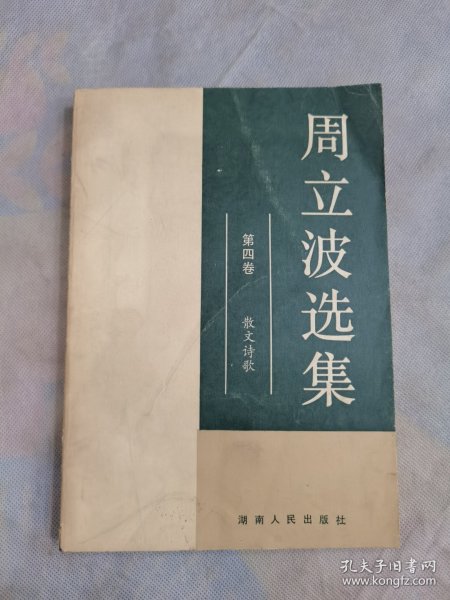 周立波选集
第四卷 散文诗歌
湖南人民出版社
孔夫子旧书网
www.kongfz.com